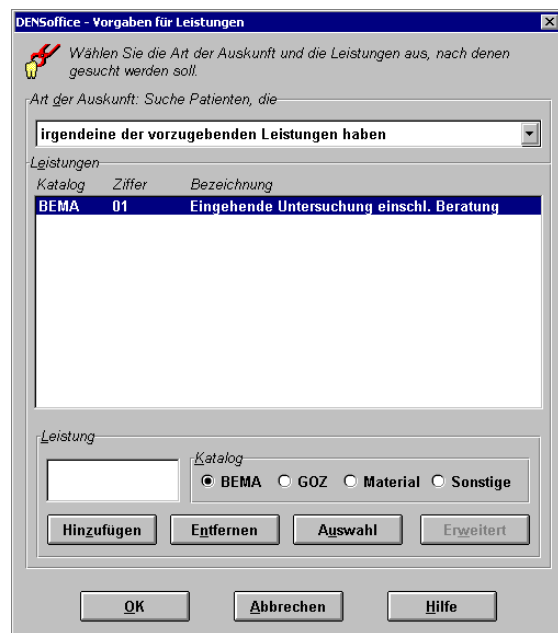 DENSoffice - Vorgaben für Leistungen
Wählen Sie die Art der Auskunft und die Leistungen aus, nach denen
gesucht werden soll.
Art der Auskunft: Suche Patienten, die
irgendeine der vorzugebenden Leistungen haben
Leistungen
Katalog Ziffer Bezeichnung
BEMA 01 Eingehende Untersuchung einschl. Beratung
Leistung
Katalog
BEMA GOZ Material Sonstige
Hinzufügen Entfernen Auswahl Erweitert
OK Abbrechen Hilfe